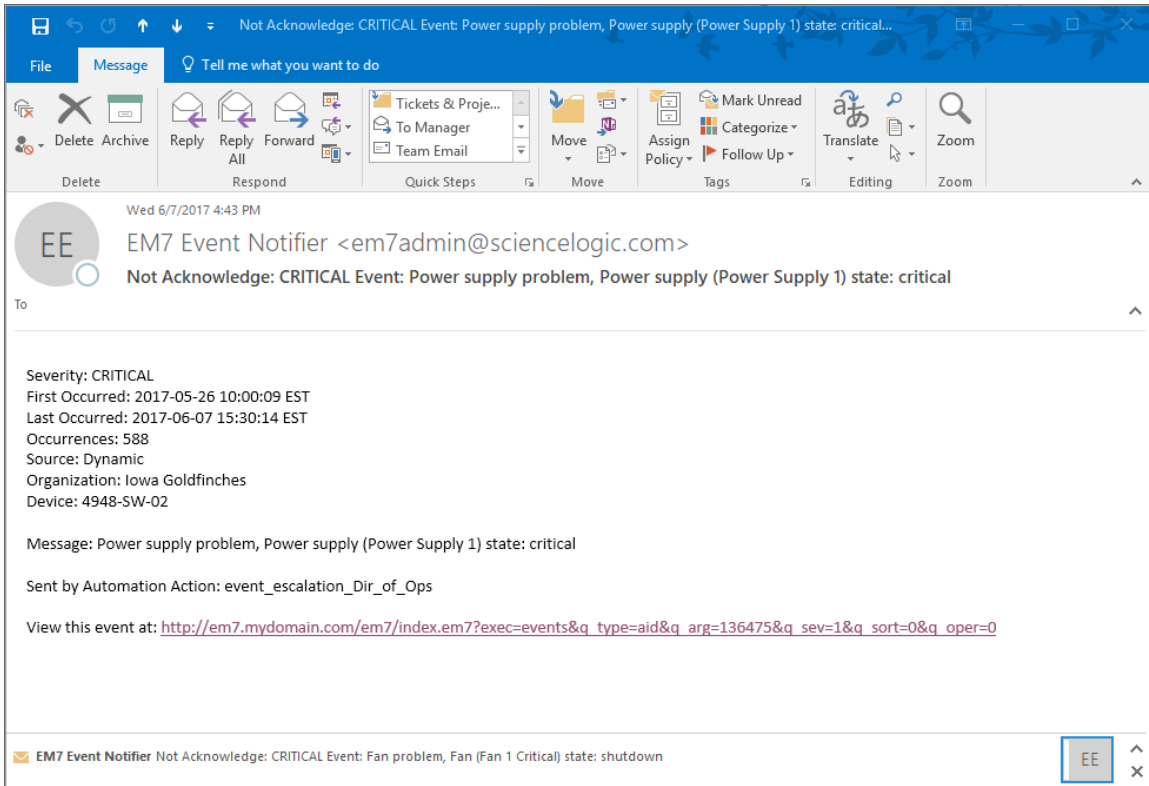 Not Acknowledge: CRITICAL Event: Power supply problem, Power supply (Power Supply 1) state: critical...
File Message Tell me what you want to do
Delete Archive
Reply Reply All Forward
Tickets & Proje...
To Manager
Team Email
Move
Assign Policy
Mark Unread
Categorize
Follow Up
Translate
Zoom
Delete Respond Quick Steps Move Tags Editing Zoom
Wed 6/7/2017 4:43 PM
EE
EM7 Event Notifier <em7admin@sciencelogic.com>
Not Acknowledge: CRITICAL Event: Power supply problem, Power supply (Power Supply 1) state: critical
To
Severity: CRITICAL
First Occurred: 2017-05-26 10:00:09 EST
Last Occurred: 2017-06-07 15:30:14 EST
Occurrences: 588
Source: Dynamic
Organization: Iowa Goldfinches
Device: 4948-SW-02
Message: Power supply problem, Power supply (Power Supply 1) state: critical
Sent by Automation Action: event_escalation_Dir_of_Ops
View this event at: http://em7.mydomain.com/em7/index.em7?exec=events&q_type=aid&q_arg=136475&q_sev=1&q_sort=0&q_oper=0
EM7 Event Notifier Not Acknowledge: CRITICAL Event: Fan problem, Fan (Fan 1 Critical) state: shutdown
EE